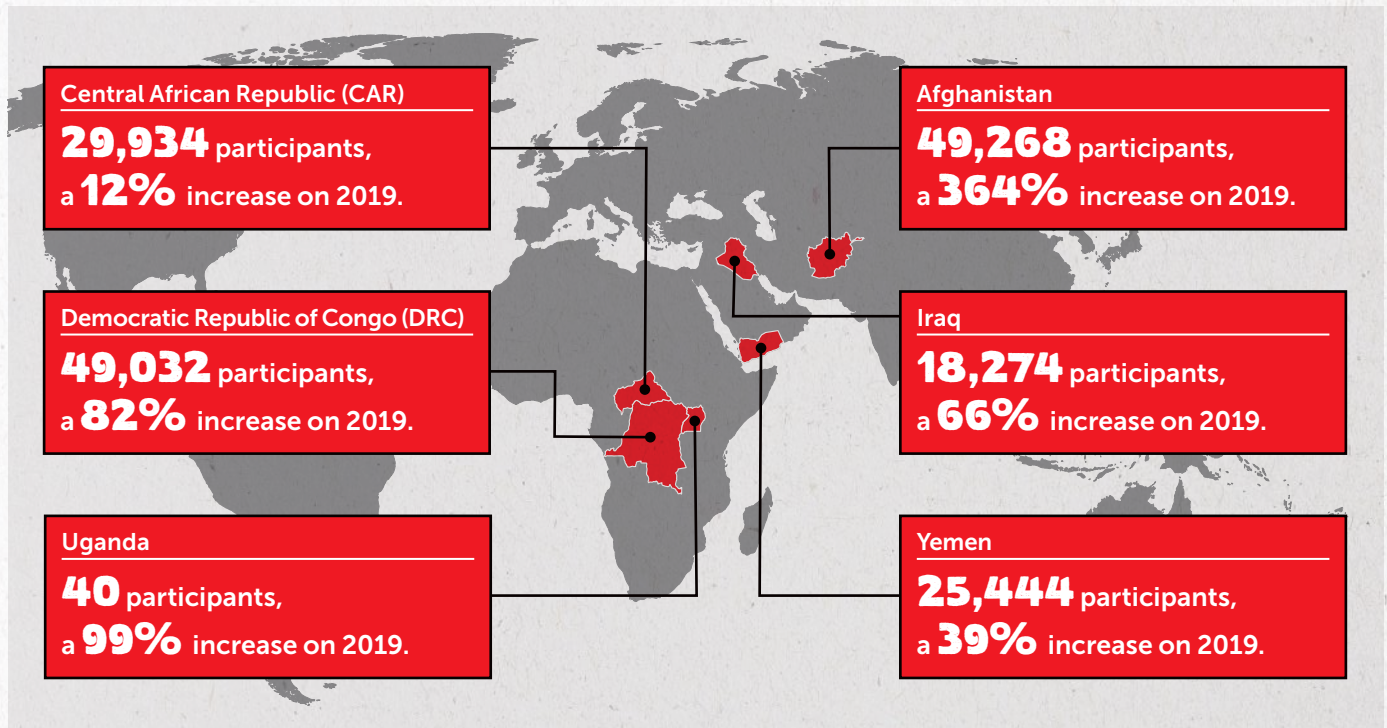 Central African Republic (CAR)
29,934 participants,
a 12% increase on 2019.
Democratic Republic of Congo (DRC)
49,032 participants,
a 82% increase on 2019.
Uganda
40 participants,
a 99% increase on 2019.
Afghanistan
49,268 participants,
a 364% increase on 2019.
Iraq
18,274 participants,
a 66% increase on 2019.
Yemen
25,444 participants,
a 39% increase on 2019.